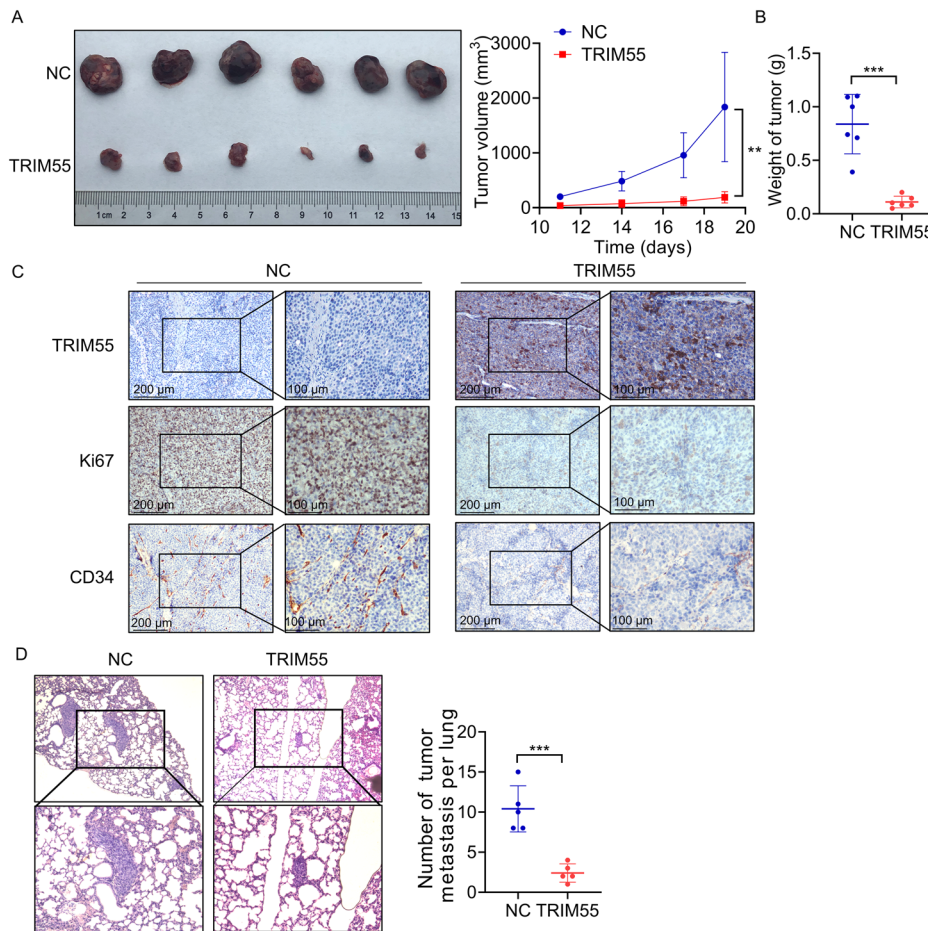 A
NC
TRIM55
1cm 2 3 4 5 6 7 8 9 10 11 12 13 14 15
NC
TRIM55
Tumor volume (mm3)
3000
2000
1000
0
10 12 14 16 18 20
Time (days)
**
B
Weight of tumor (g)
1.5
1.0
0.5
0.0
***
NC TRIM55
C
NC TRIM55
TRIM55
200 μm 100 μm 200 μm 100 μm
Ki67
200 μm 100 μm 200 μm 100 μm
CD34
200 μm 100 μm 200 μm 100 μm
D
NC TRIM55
Number of tumor
metastasis per lung
20
15
10
5
0
***
NC TRIM55